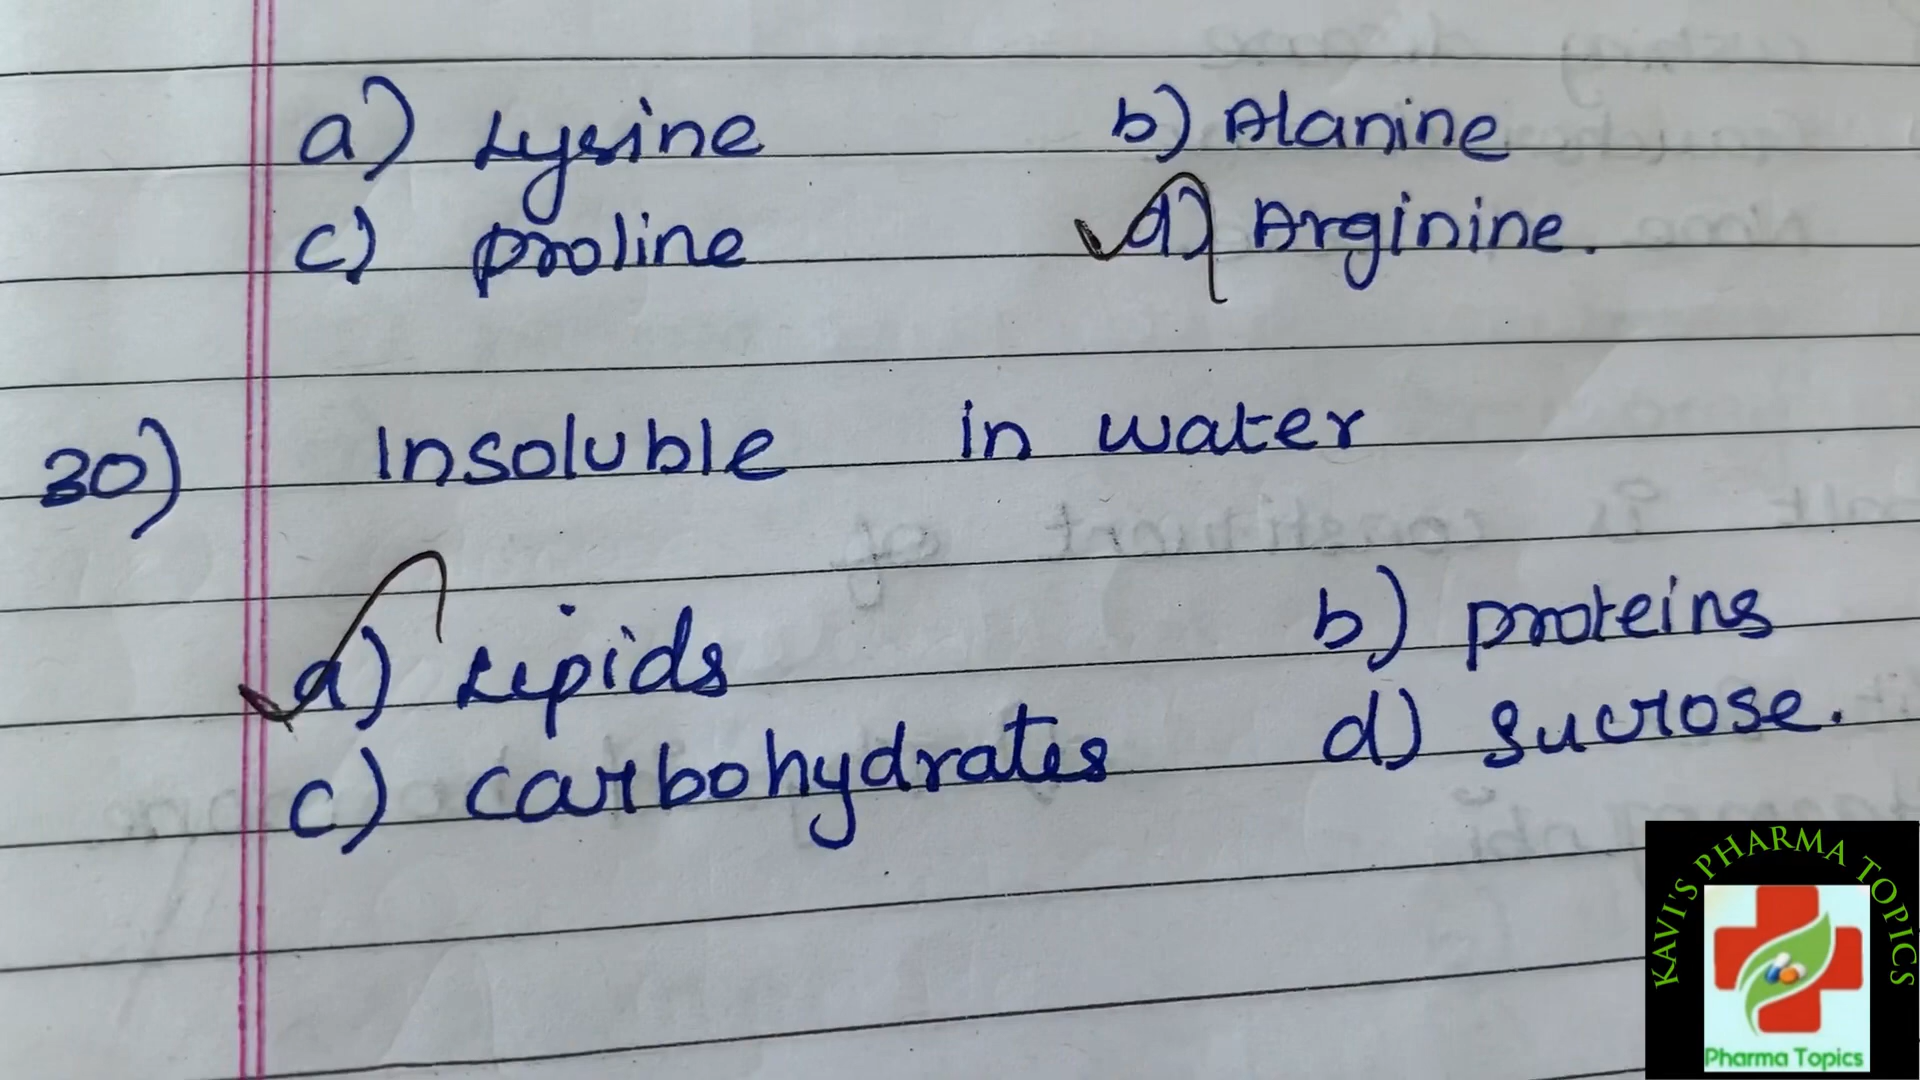 a) Lysine b) Alanine
c) proline d) Arginine.
30) Insoluble in water
a) Lipids b) proteins
c) carbohydrates d) sucrose.
KAVI'S PHARMA TOPICS
Pharma Topics